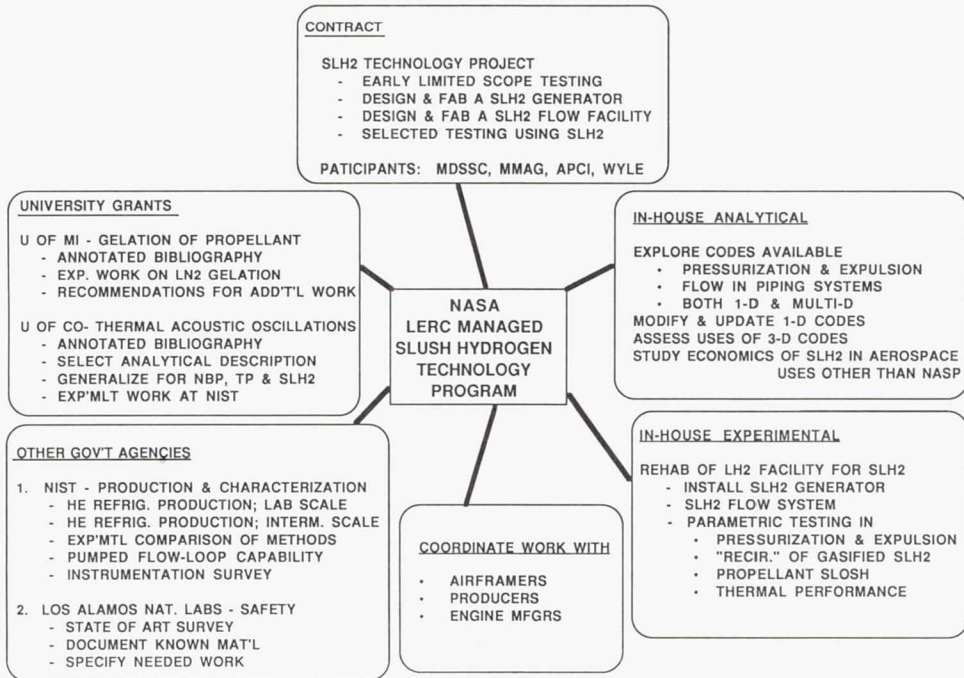 CONTRACT
SLH2 TECHNOLOGY PROJECT
- EARLY LIMITED SCOPE TESTING
- DESIGN & FAB A SLH2 GENERATOR
- DESIGN & FAB A SLH2 FLOW FACILITY
- SELECTED TESTING USING SLH2
PATICIPANTS: MDSSC, MMAG, APCI, WYLE
UNIVERSITY GRANTS
U OF MI - GELATION OF PROPELLANT
- ANNOTATED BIBLIOGRAPHY
- EXP. WORK ON LN2 GELATION
- RECOMMENDATIONS FOR ADD'T'L WORK
U OF CO- THERMAL ACOUSTIC OSCILLATIONS
- ANNOTATED BIBLIOGRAPHY
- SELECT ANALYTICAL DESCRIPTION
- GENERALIZE FOR NBP, TP & SLH2
- EXP'MLT WORK AT NIST
NASA
LERC MANAGED
SLUSH HYDROGEN
TECHNOLOGY
PROGRAM
IN-HOUSE ANALYTICAL
EXPLORE CODES AVAILABLE
• PRESSURIZATION & EXPULSION
• FLOW IN PIPING SYSTEMS
• BOTH 1-D & MULTI-D
MODIFY & UPDATE 1-D CODES
ASSESS USES OF 3-D CODES
STUDY ECONOMICS OF SLH2 IN AEROSPACE
USES OTHER THAN NASP
OTHER GOV'T AGENCIES
1. NIST - PRODUCTION & CHARACTERIZATION
- HE REFRIG. PRODUCTION; LAB SCALE
- HE REFRIG. PRODUCTION; INTERM. SCALE
- EXP'MTL COMPARISON OF METHODS
- PUMPED FLOW-LOOP CAPABILITY
- INSTRUMENTATION SURVEY
2. LOS ALAMOS NAT. LABS - SAFETY
- STATE OF ART SURVEY
- DOCUMENT KNOWN MAT'L
- SPECIFY NEEDED WORK
COORDINATE WORK WITH
• AIRFRAMERS
• PRODUCERS
• ENGINE MFGRS
IN-HOUSE EXPERIMENTAL
REHAB OF LH2 FACILITY FOR SLH2
- INSTALL SLH2 GENERATOR
- SLH2 FLOW SYSTEM
- PARAMETRIC TESTING IN
• PRESSURIZATION & EXPULSION
• "RECIR." OF GASIFIED SLH2
• PROPELLANT SLOSH
• THERMAL PERFORMANCE